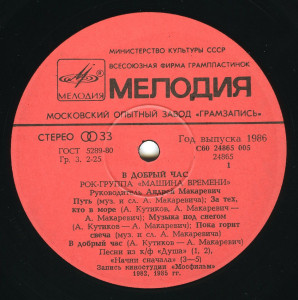 МИНИСТЕРСТВО КУЛЬТУРЫ СССР
ВСЕСОЮЗНАЯ ФИРМА ГРАМПЛАСТИНОК
МЕЛОДИЯ
МЕЛОДИЯ
МОСКОВСКИЙ ОПЫТНЫЙ ЗАВОД «ГРАМЗАПИСЬ»
СТЕРЕО 33
Год выпуска 1986
ГОСТ 5289-80
С60 24865 005
Гр. 3. 2-25
24865
1
В ДОБРЫЙ ЧАС
РОК-ГРУППА «МАШИНА ВРЕМЕНИ»
Руководитель Андрей Макаревич
Путь (муз. и сл. А. Макаревича); За тех,
кто в море (А. Кутиков, А. Макаревич —
А. Макаревич); Музыка под снегом
(А. Кутиков — А. Макаревич); Пока горит
свеча (муз. и сл. А. Макаревича)
В добрый час (А. Кутиков — А. Макаревич)
Песни из х/ф «Душа» (1, 2),
«Начни сначала» (3—5)
Запись киностудии «Мосфильм»
1982, 1985 гг.